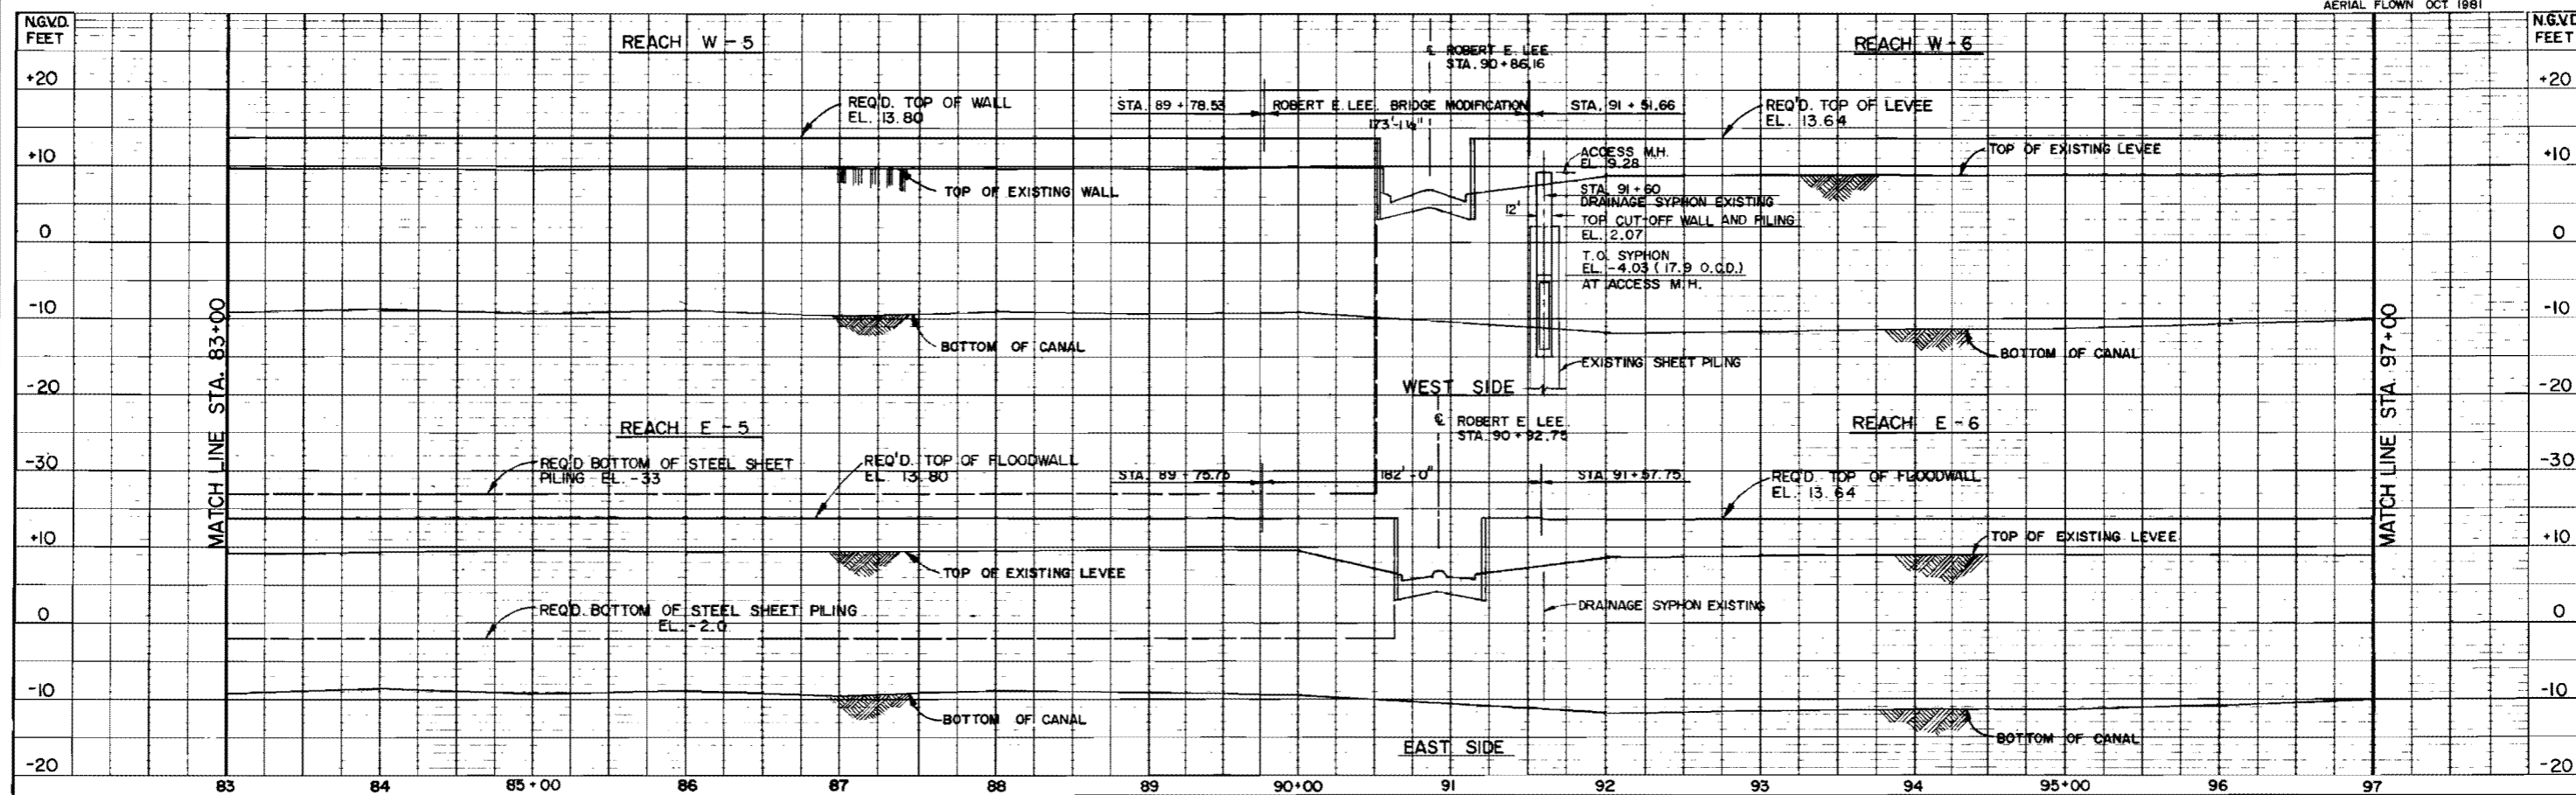 AERIAL FLOWN OCT 1981
N.G.V.D.
FEET
+20
+10
0
-10
-20
-30
+10
0
-10
-20
MATCH LINE STA. 83+00
REACH W-5
REQ'D. TOP OF WALL
EL. 13.80
TOP OF EXISTING WALL
BOTTOM OF CANAL
STA. 89 + 78.53
ROBERT E. LEE. BRIDGE MODIFICATION
173'-1½"
STA. 91 + 51.66
℄ ROBERT E. LEE.
STA. 90+86.16
REACH W-6
REQ'D. TOP OF LEVEE
EL. 13.64
TOP OF EXISTING LEVEE
ACCESS M.H.
EL. 9.28
STA. 91+60
DRAINAGE SYPHON EXISTING
12'
TOP CUT-OFF WALL AND PILING
EL. 2.07
T.O. SYPHON
EL. -4.03 (17.9 O.C.D.)
AT ACCESS M.H.
EXISTING SHEET PILING
BOTTOM OF CANAL
WEST SIDE
REACH E-5
REQ'D BOTTOM OF STEEL SHEET
PILING EL. -33
REQ'D. TOP OF FLOODWALL
EL. 13.80
TOP OF EXISTING LEVEE
REQ'D. BOTTOM OF STEEL SHEET PILING
EL. -2.0
BOTTOM OF CANAL
℄ ROBERT E. LEE.
STA. 90+92.75
STA. 89 + 75.75
182'-0"
STA. 91+57.75
REACH E-6
REQ'D. TOP OF FLOODWALL
EL. 13.64
TOP OF EXISTING LEVEE
DRAINAGE SYPHON EXISTING
BOTTOM OF CANAL
EAST SIDE
MATCH LINE STA. 97+00
N.G.V.D.
FEET
+20
+10
0
-10
-20
-30
+10
0
-10
-20
83 84 85+00 86 87 88 89 90+00 91 92 93 94 95+00 96 97